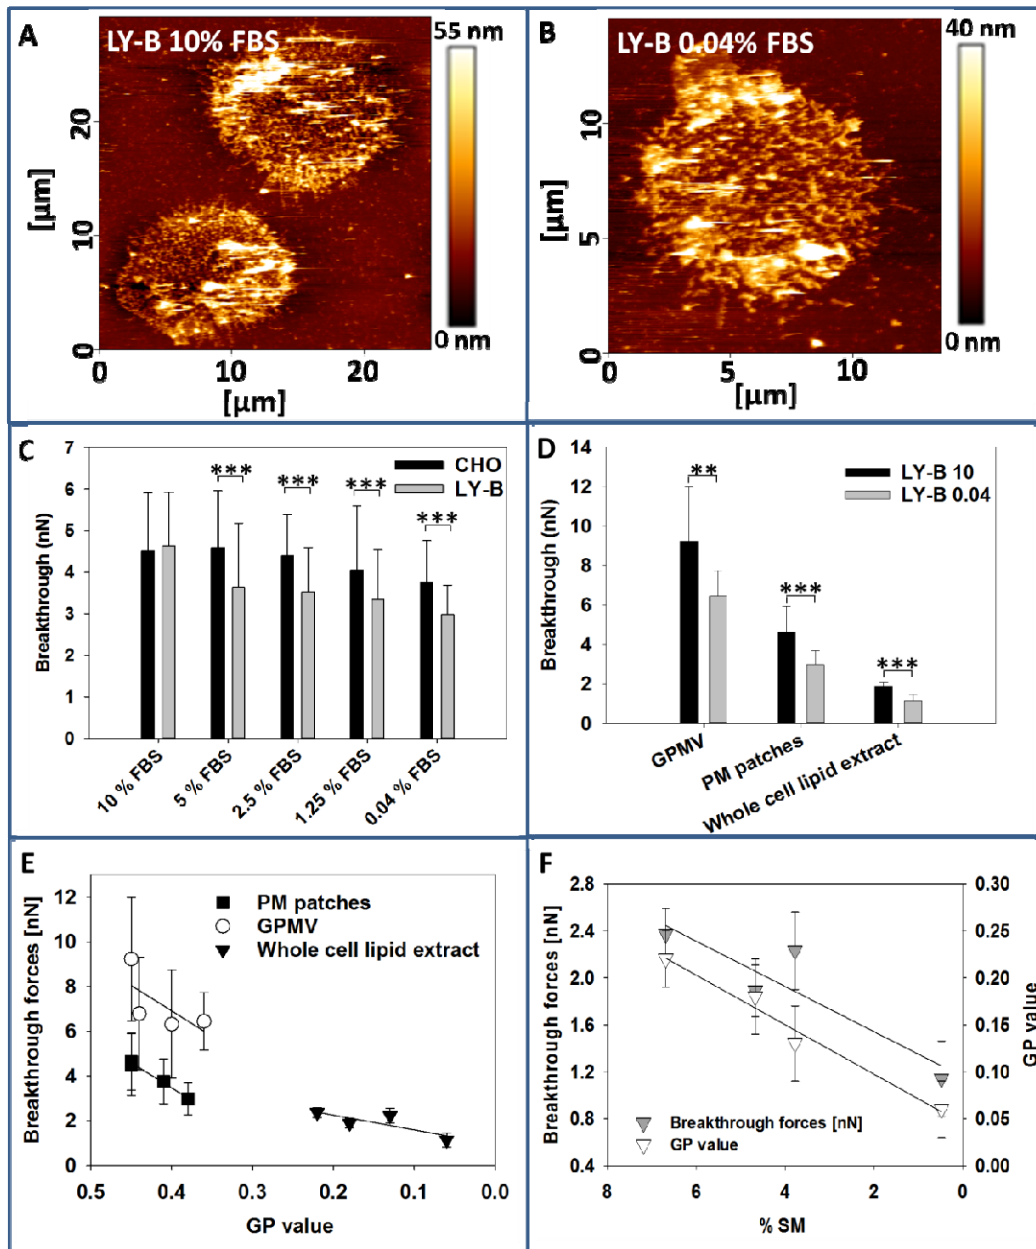 A
LY-B 10% FBS
55 nm
20
10
0
[µm]
0 10 20
[µm]
0 nm
B
LY-B 0.04% FBS
40 nm
10
5
0
[µm]
0 5 10
[µm]
0 nm
C
CHO
LY-B
*** *** *** ***
7
6
5
4
3
2
1
0
Breakthrough (nN)
10 % FBS
5 % FBS
2.5 % FBS
1.25 % FBS
0.04 % FBS
D
LY-B 10
LY-B 0.04
** *** ***
14
12
10
8
6
4
2
0
Breakthrough (nN)
GPMV
PM patches
Whole cell lipid extract
E
PM patches
GPMV
Whole cell lipid extract
12
10
8
6
4
2
0
Breakthrough forces [nN]
0.5 0.4 0.3 0.2 0.1 0.0
GP value
F
2.8
2.4
2.0
1.6
1.2
0.8
0.4
Breakthrough forces [nN]
0.30
0.25
0.20
0.15
0.10
0.05
0.00
GP value
Breakthrough forces [nN]
GP value
8 6 4 2 0
% SM